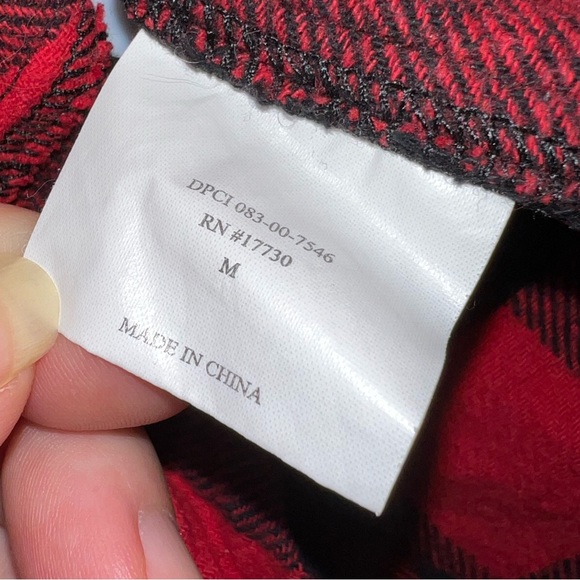 DPCI 083-00-7546
RN #17730
M
MADE IN CHINA